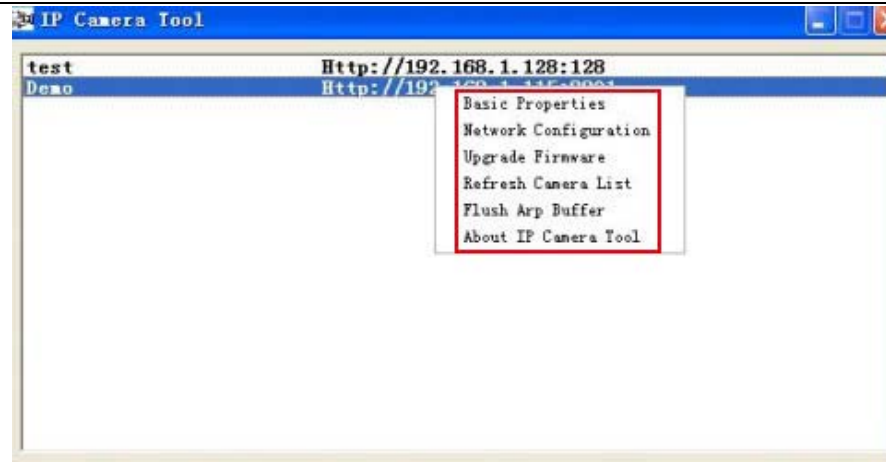 IP Camera Tool
test Http://192.168.1.128:128
Demo Http://192
Basic Properties
Network Configuration
Upgrade Firmware
Refresh Camera List
Flush Arp Buffer
About IP Camera Tool